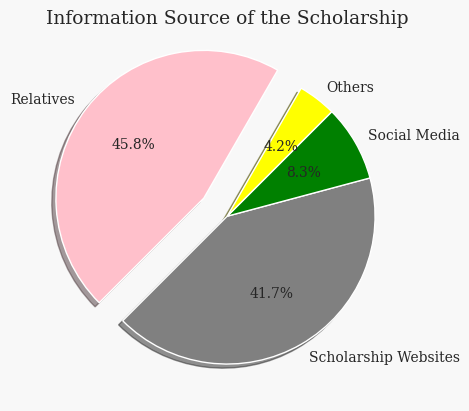 Information Source of the Scholarship
Others
Relatives
Social Media
45.8%
4.2%
8.3%
41.7%
Scholarship Websites